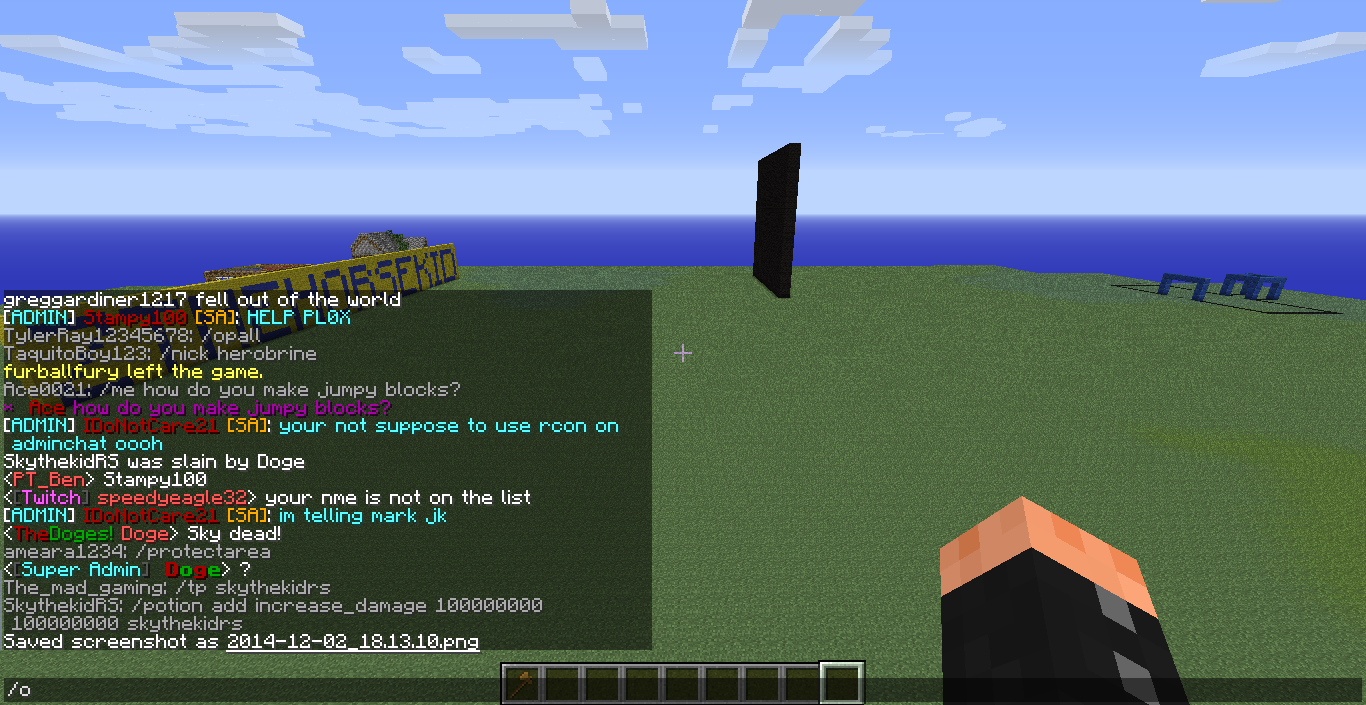 greggardiner1217 fell out of the world
[ADMIN] Stampy100 [SA]: HELP PL0X
TylerRay12345678: /opall
TaquitoBoy123: /nick herobrine
furballfury left the game.
Ace0021: /me how do you make jumpy blocks?
* Ace how do you make jumpy blocks?
[ADMIN] IDoNotCare21 [SA]: your not suppose to use rcon on
adminchat oooh
SkythekidRS was slain by Doge
<PT_Ben> Stampy100
<[Twitch] speedyeagle32> your nme is not on the list
[ADMIN] IDoNotCare21 [SA]: im telling mark jk
<TheDoges! Doge> Sky dead!
ameara1234: /protectarea
<[Super Admin] Doge> ?
The_mad_gaming: /tp skythekidrs
SkythekidRS: /potion add increase_damage 100000000
100000000 skythekidrs
Saved screenshot as 2014-12-02_18.13.10.png
/o